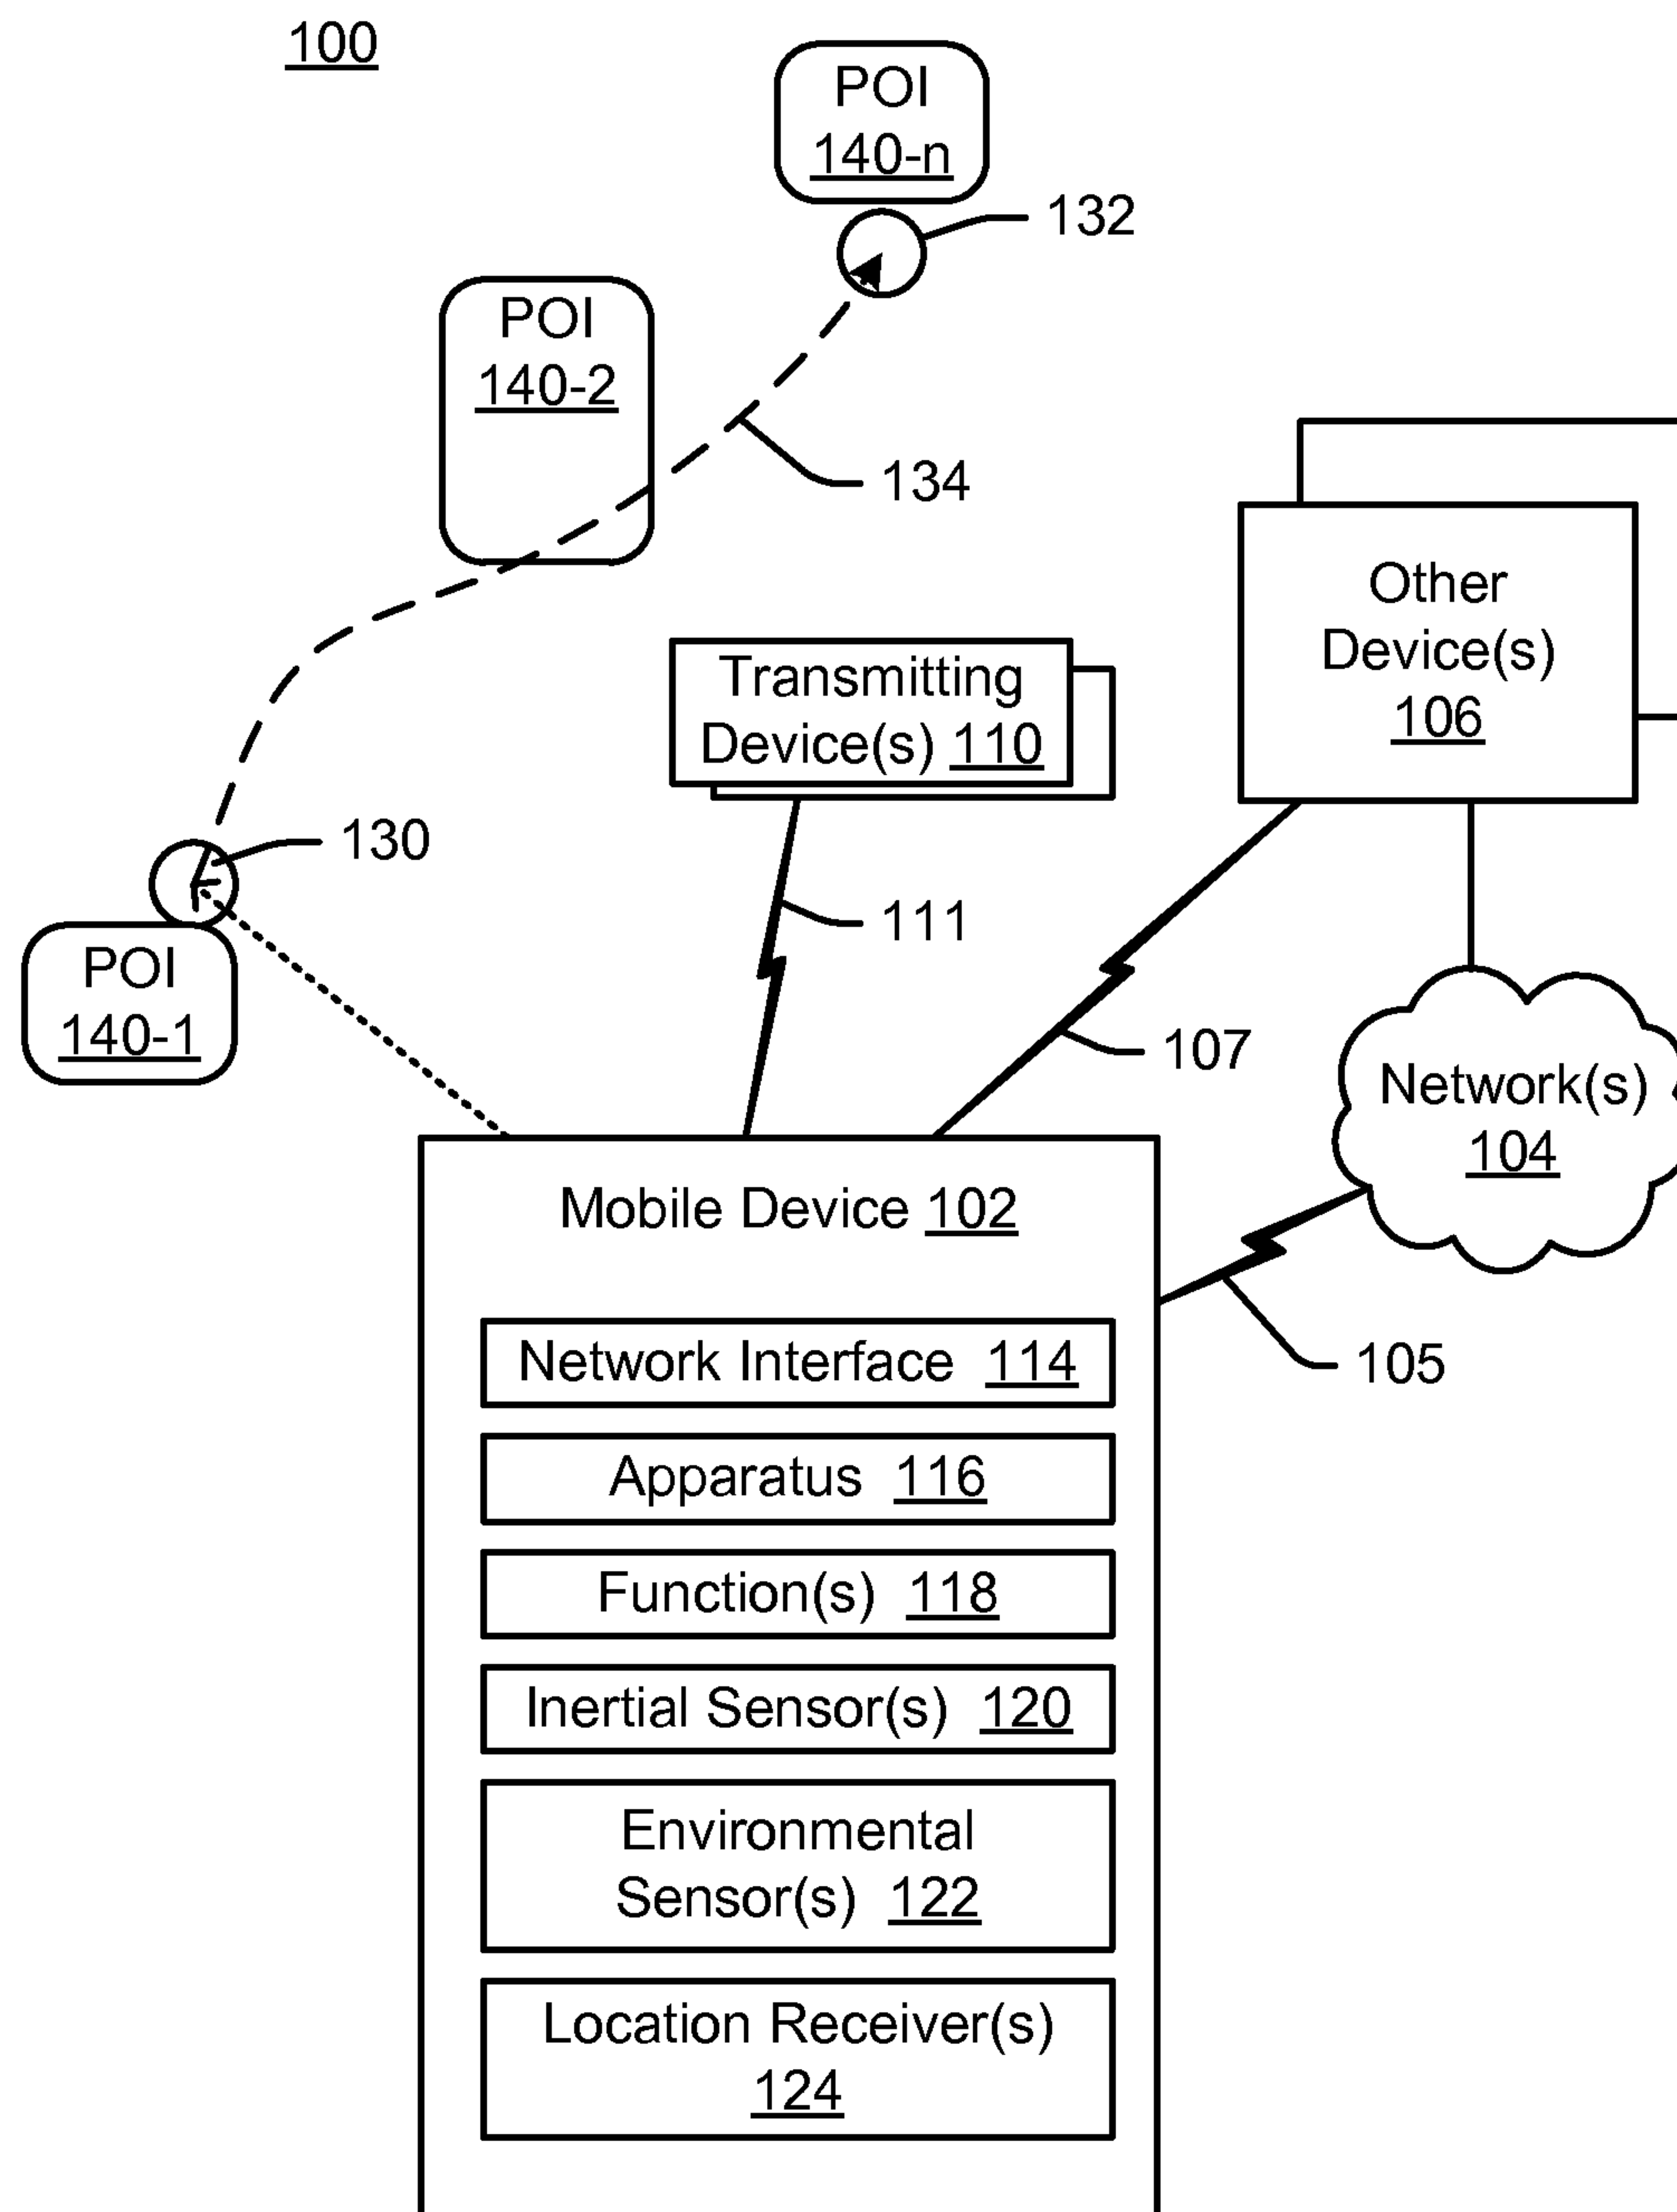 100
POI
140-n
132
POI
140-2
134
Other
Device(s)
106
Transmitting
Device(s) 110
130
111
POI
140-1
107
Network(s)
104
Mobile Device 102
105
Network Interface 114
Apparatus 116
Function(s) 118
Inertial Sensor(s) 120
Environmental
Sensor(s) 122
Location Receiver(s)
124